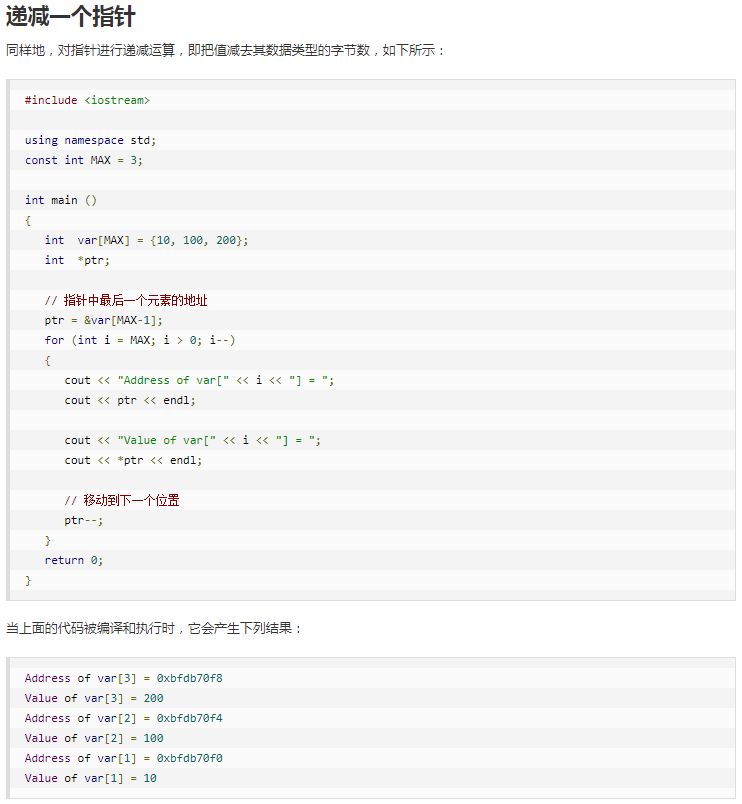 递减一个指针
同样地，对指针进行递减运算，即把值减去其数据类型的字节数，如下所示：
#include <iostream>
using namespace std;
const int MAX = 3;
int main ()
{
   int  var[MAX] = {10, 100, 200};
   int  *ptr;
   // 指针中最后一个元素的地址
   ptr = &var[MAX-1];
   for (int i = MAX; i > 0; i--)
   {
      cout << "Address of var[" << i << "] = ";
      cout << ptr << endl;
      cout << "Value of var[" << i << "] = ";
      cout << *ptr << endl;
      // 移动到下一个位置
      ptr--;
   }
   return 0;
}
当上面的代码被编译和执行时，它会产生下列结果：
Address of var[3] = 0xbfdb70f8
Value of var[3] = 200
Address of var[2] = 0xbfdb70f4
Value of var[2] = 100
Address of var[1] = 0xbfdb70f0
Value of var[1] = 10